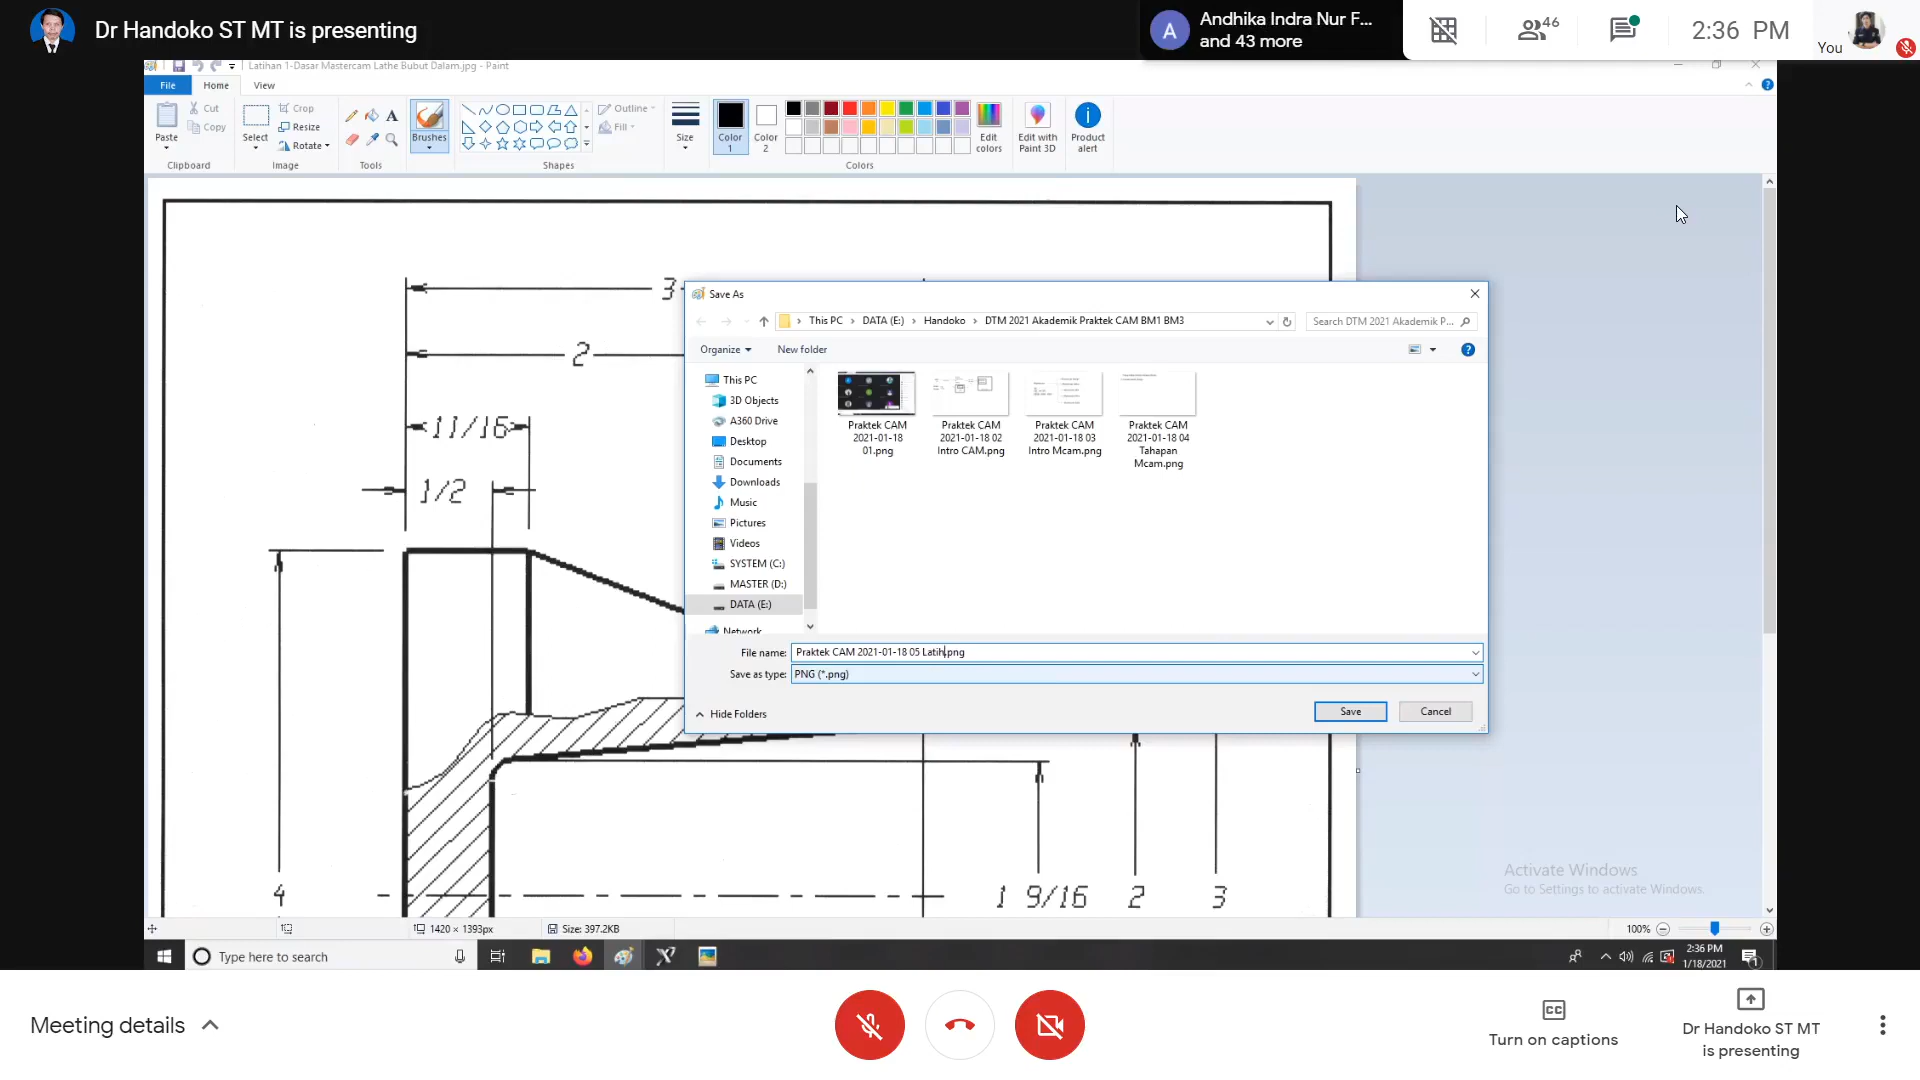 Dr Handoko ST MT is presenting
A
Andhika Indra Nur F...
and 43 more
46
2:36 PM
You
Latihan 1-Dasar Mastercam Lathe Bubut Dalam.jpg - Paint
File
Home
View
Paste
Cut
Copy
Clipboard
Select
Crop
Resize
Rotate
Image
A
Tools
Brushes
Outline
Fill
Shapes
Size
Color
1
Color
2
Edit
colors
Colors
Edit with
Paint 3D
Product
alert
3
2
11/16
1/2
4
1 9/16
2
3
Save As
This PC
DATA (E:)
Handoko
DTM 2021 Akademik Praktek CAM BM1 BM3
Search DTM 2021 Akademik P...
Organize
New folder
This PC
3D Objects
A360 Drive
Desktop
Documents
Downloads
Music
Pictures
Videos
SYSTEM (C:)
MASTER (D:)
DATA (E:)
Network
Praktek CAM
2021-01-18
01.png
Praktek CAM
2021-01-18 02
Intro CAM.png
Praktek CAM
2021-01-18 03
Intro Mcam.png
Praktek CAM
2021-01-18 04
Tahapan
Mcam.png
File name: Praktek CAM 2021-01-18 05 Latih.png
Save as type: PNG (*.png)
Hide Folders
Save
Cancel
Activate Windows
Go to Settings to activate Windows.
1420 × 1393px
Size: 397.2KB
100%
Type here to search
2:36 PM
1/18/2021
1
Meeting details
CC
Turn on captions
Dr Handoko ST MT
is presenting